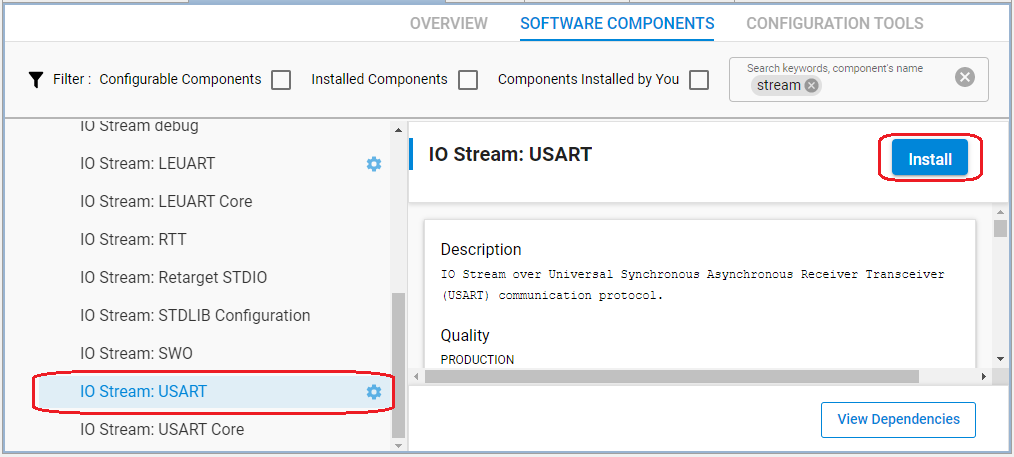 OVERVIEW SOFTWARE COMPONENTS CONFIGURATION TOOLS
Filter : Configurable Components Installed Components Components Installed by You
Search keywords, component's name
stream
IO Stream debug
IO Stream: LEUART
IO Stream: LEUART Core
IO Stream: RTT
IO Stream: Retarget STDIO
IO Stream: STDLIB Configuration
IO Stream: SWO
IO Stream: USART
IO Stream: USART Core
IO Stream: USART
Install
Description
IO Stream over Universal Synchronous Asynchronous Receiver Transceiver
(USART) communication protocol.
Quality
PRODUCTION
View Dependencies